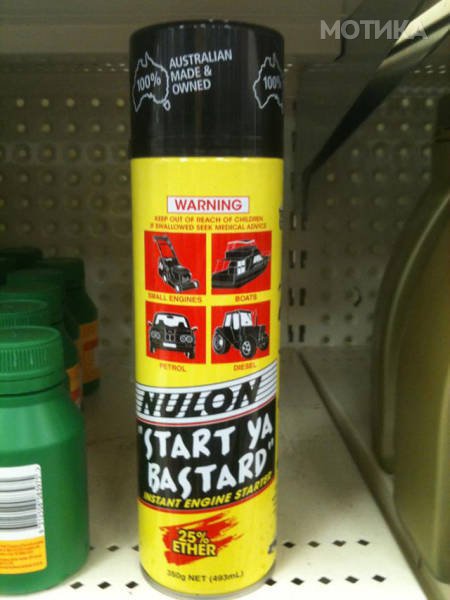 МОТИКА
100%
AUSTRALIAN
MADE &
OWNED
100%
WARNING
KEEP OUT OF REACH OF CHILDREN
IF SWALLOWED SEEK MEDICAL ADVICE
SMALL ENGINES
BOATS
PETROL
DIESEL
NULON
"START YA
BASTARD"
INSTANT ENGINE STARTER
25%
ETHER
350g NET (493mL)